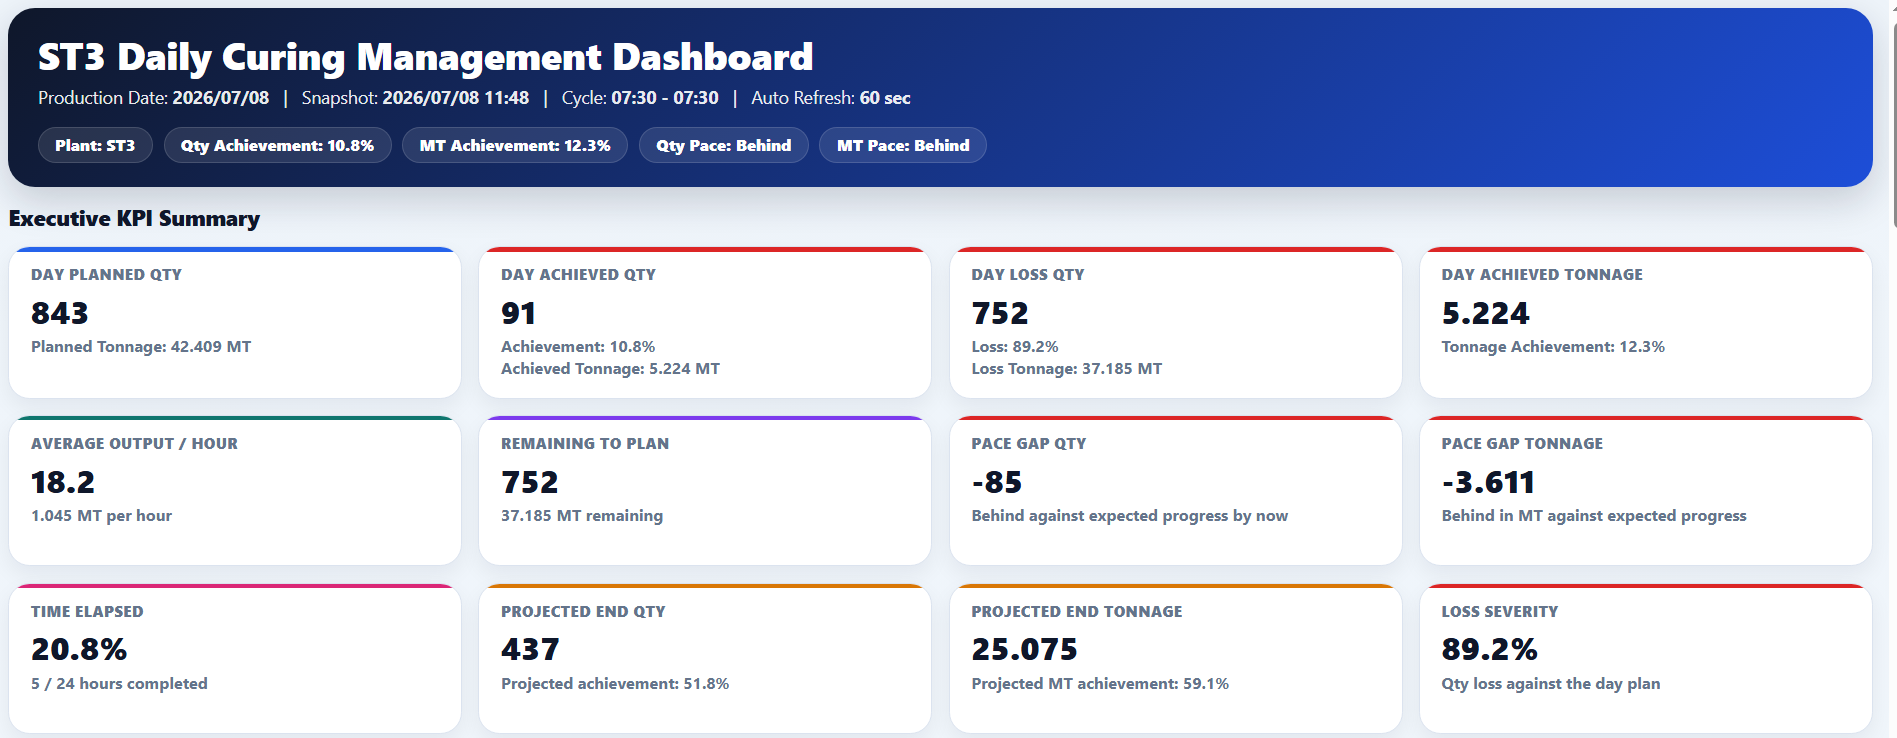 ST3 Daily Curing Management Dashboard
Production Date: 2026/07/08 | Snapshot: 2026/07/08 11:48 | Cycle: 07:30 - 07:30 | Auto Refresh: 60 sec
Plant: ST3 Qty Achievement: 10.8% MT Achievement: 12.3% Qty Pace: Behind MT Pace: Behind
Executive KPI Summary
DAY PLANNED QTY
843
Planned Tonnage: 42.409 MT
DAY ACHIEVED QTY
91
Achievement: 10.8%
Achieved Tonnage: 5.224 MT
DAY LOSS QTY
752
Loss: 89.2%
Loss Tonnage: 37.185 MT
DAY ACHIEVED TONNAGE
5.224
Tonnage Achievement: 12.3%
AVERAGE OUTPUT / HOUR
18.2
1.045 MT per hour
REMAINING TO PLAN
752
37.185 MT remaining
PACE GAP QTY
-85
Behind against expected progress by now
PACE GAP TONNAGE
-3.611
Behind in MT against expected progress
TIME ELAPSED
20.8%
5 / 24 hours completed
PROJECTED END QTY
437
Projected achievement: 51.8%
PROJECTED END TONNAGE
25.075
Projected MT achievement: 59.1%
LOSS SEVERITY
89.2%
Qty loss against the day plan